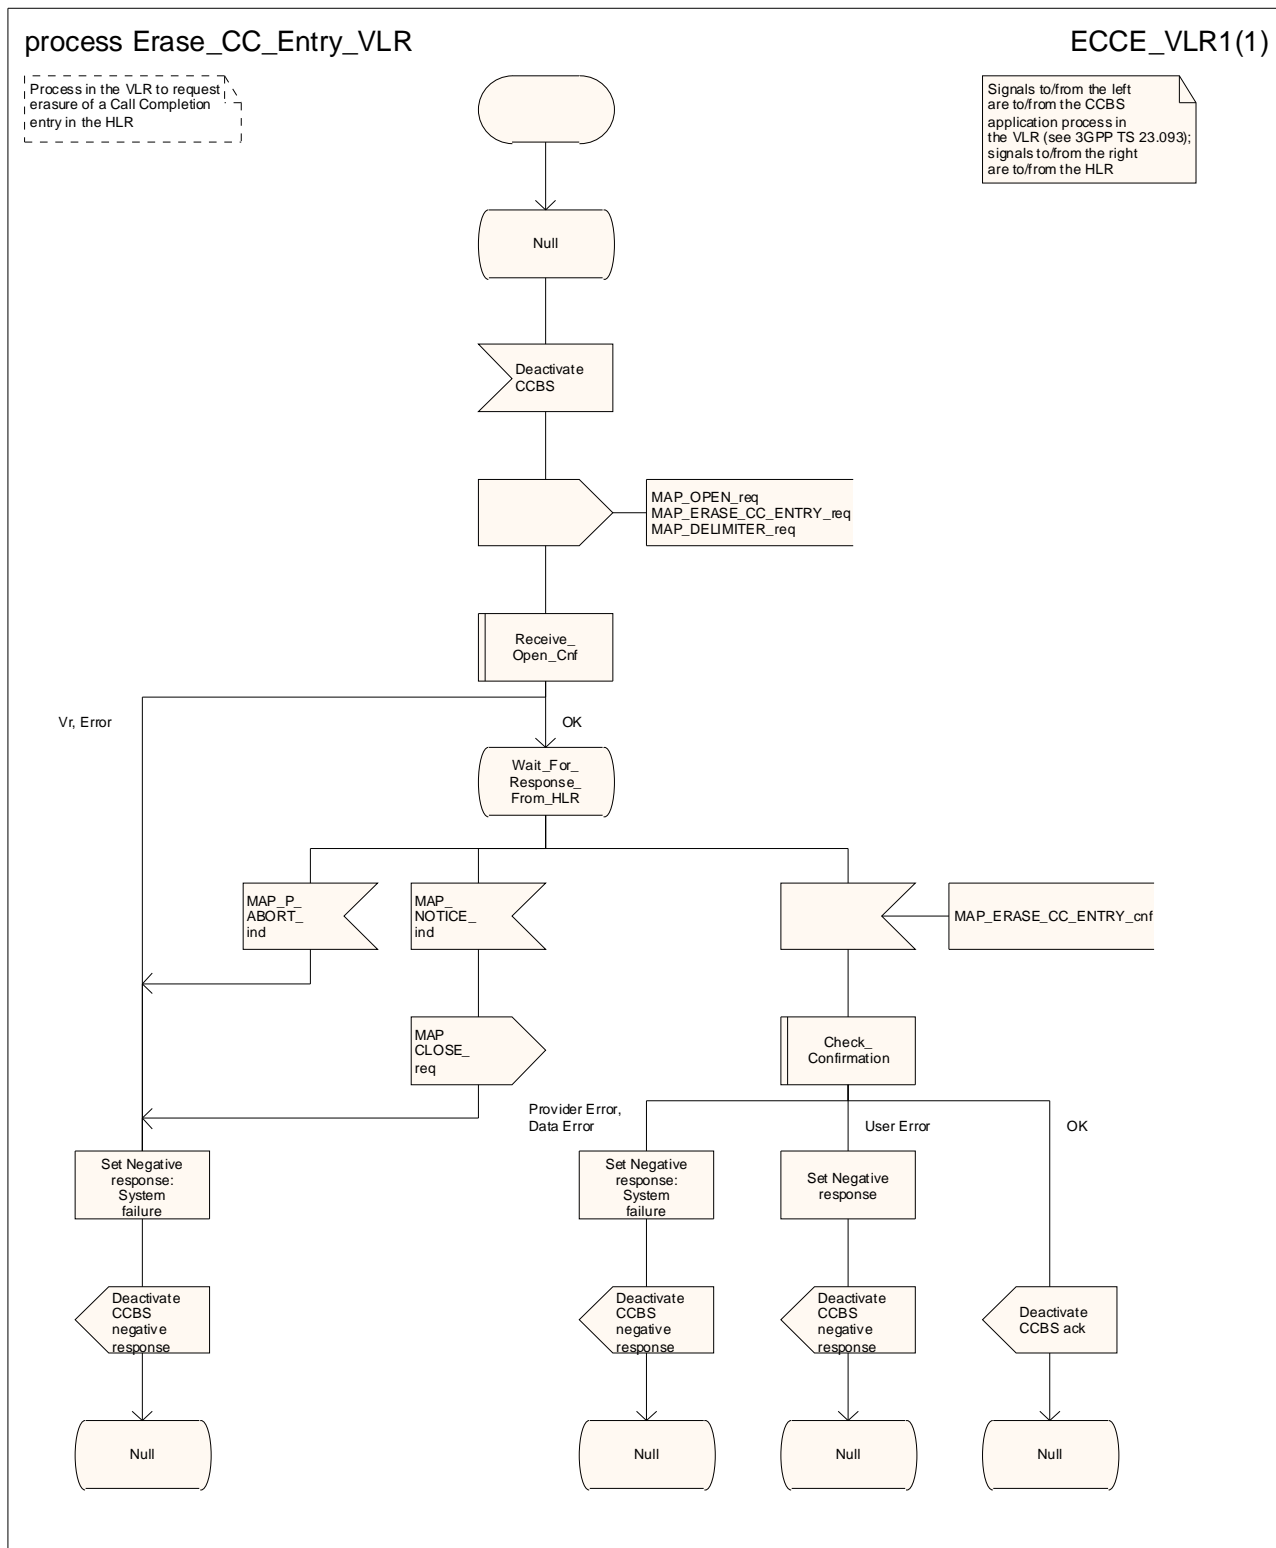 process Erase_CC_Entry_VLR
ECCE_VLR1(1)
Process in the VLR to request
erasure of a Call Completion
entry in the HLR
Signals to/from the left
are to/from the CCBS
application process in
the VLR (see 3GPP TS 23.093);
signals to/from the right
are to/from the HLR
Null
Deactivate
CCBS
MAP_OPEN_req
MAP_ERASE_CC_ENTRY_req
MAP_DELIMITER_req
Receive_
Open_Cnf
Vr, Error
OK
Wait_For_
Response_
From_HLR
MAP_P_
ABORT_
ind
MAP_
NOTICE_
ind
MAP_ERASE_CC_ENTRY_cnf
MAP
CLOSE_
req
Check_
Confirmation
Provider Error,
Data Error
User Error
OK
Set Negative
response:
System
failure
Set Negative
response:
System
failure
Set Negative
response
Deactivate
CCBS
negative
response
Deactivate
CCBS
negative
response
Deactivate
CCBS
negative
response
Deactivate
CCBS ack
Null
Null
Null
Null